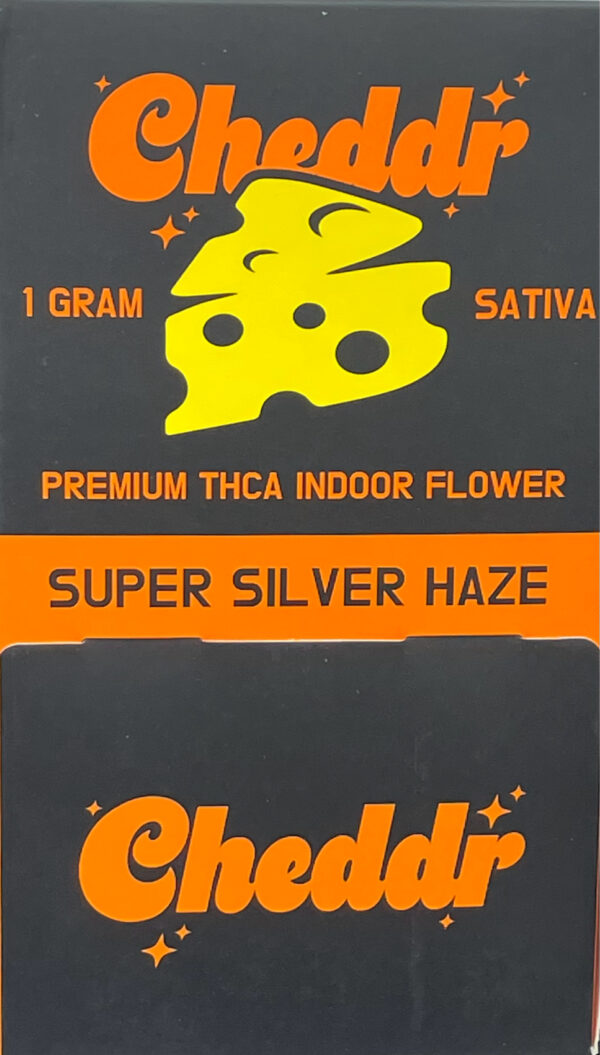 Cheddr
1 GRAM
SATIVA
PREMIUM THCA INDOOR FLOWER
SUPER SILVER HAZE
Cheddr